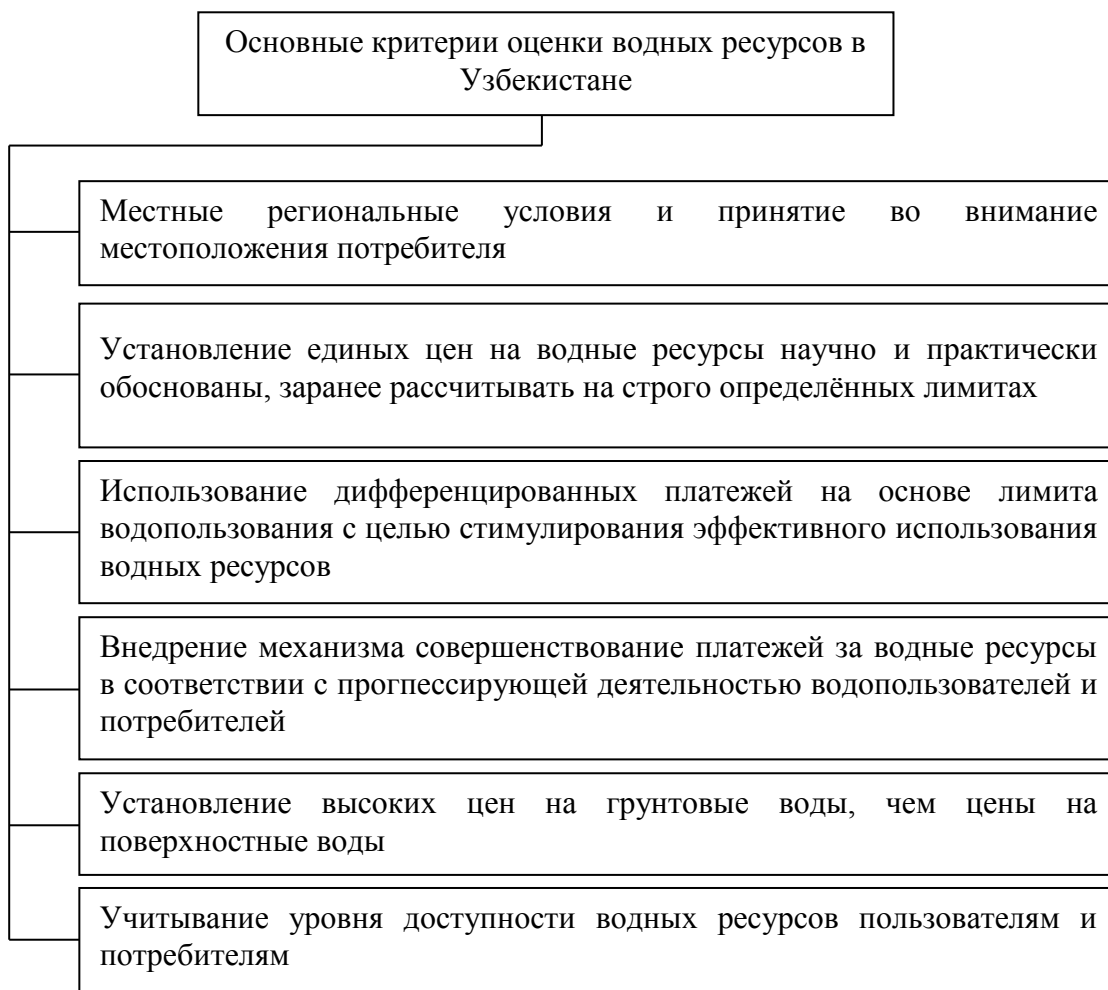 Основные критерии оценки водных ресурсов в
Узбекистане
Местные региональные условия и принятие во внимание
местоположения потребителя
Установление единых цен на водные ресурсы научно и практически
обоснованы, заранее рассчитывать на строго определённых лимитах
Использование дифференцированных платежей на основе лимита
водопользования с целью стимулирования эффективного использования
водных ресурсов
Внедрение механизма совершенствование платежей за водные ресурсы
в соответствии с прогпессирующей деятельностью водопользователей и
потребителей
Установление высоких цен на грунтовые воды, чем цены на
поверхностные воды
Учитывание уровня доступности водных ресурсов пользователям и
потребителям